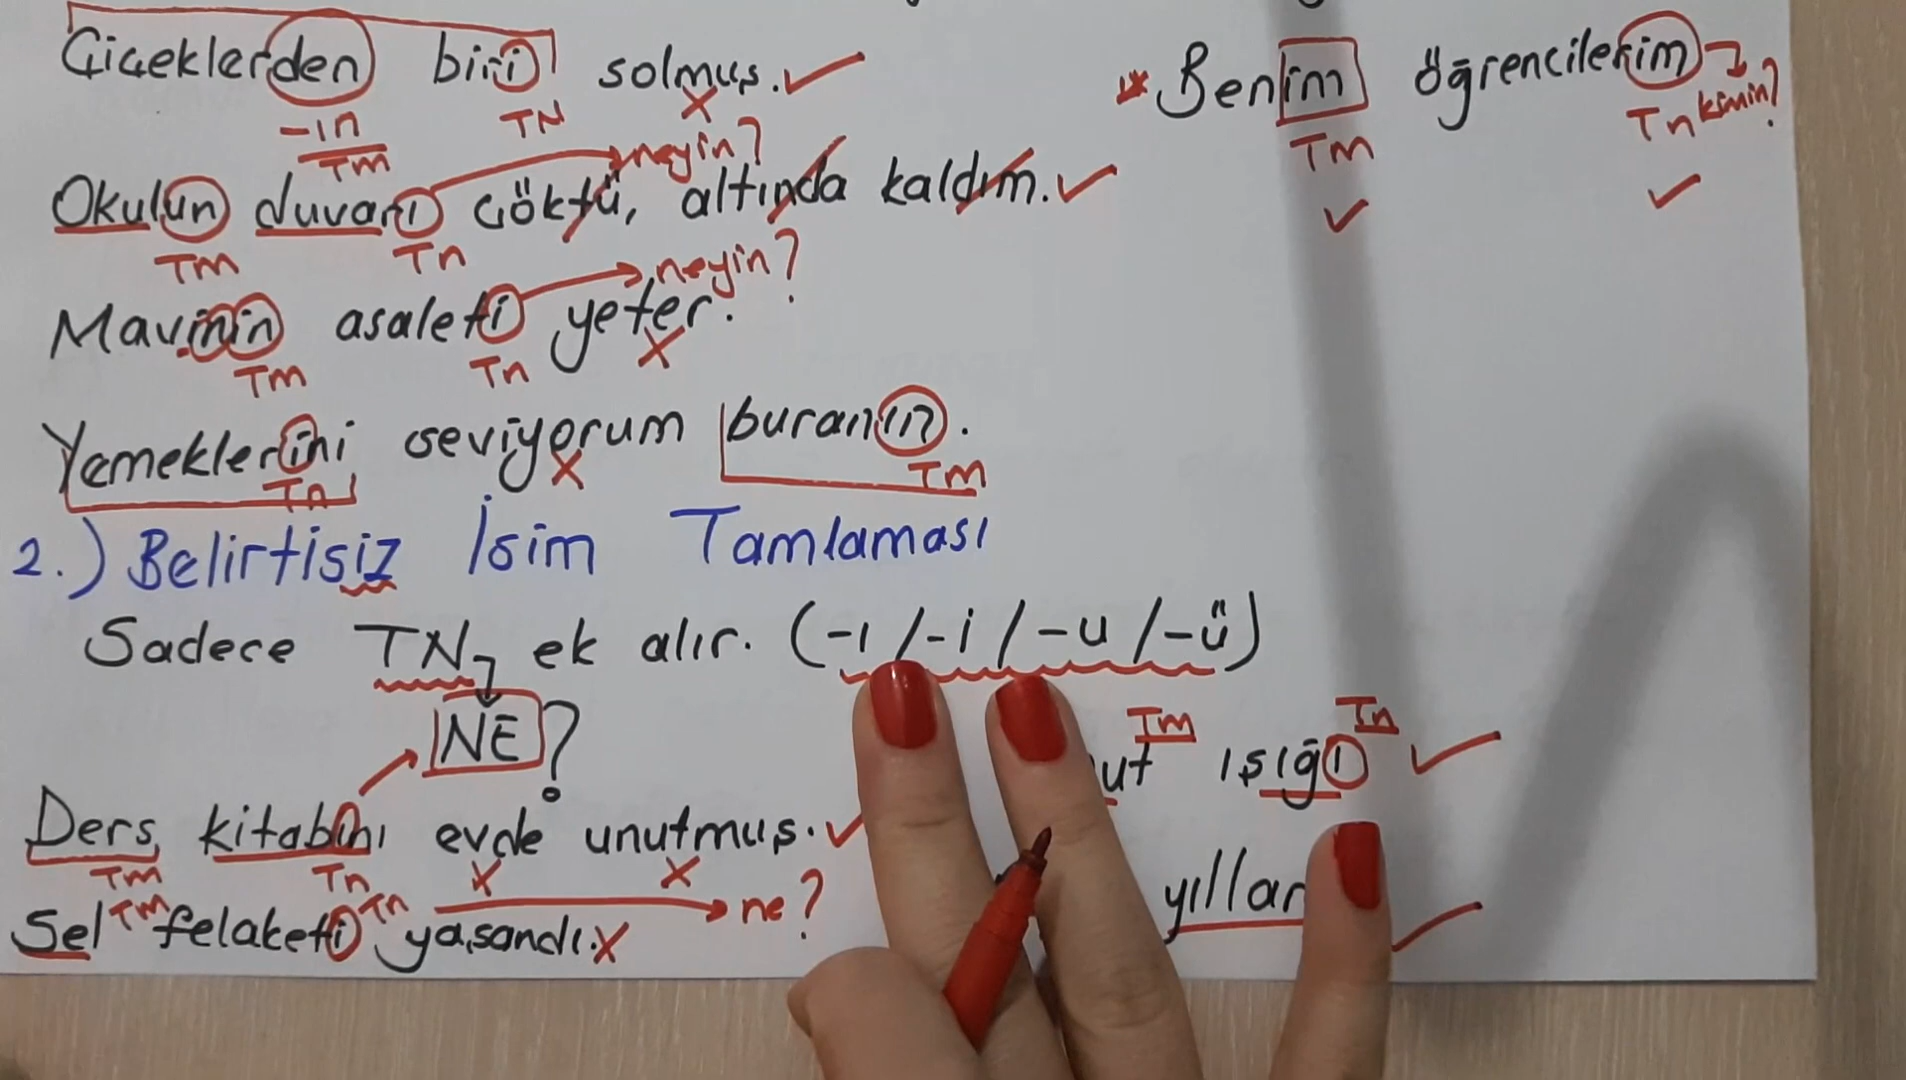 Çiçeklerden biri solmuş.
-ın
TM
TN
x
Benim öğrencilerim
TM
Tn kimin?
neyin?
Okulun duvarı çöktü, altında kaldım.
TM
Tn
neyin?
Mavinin asaleti yeter.
TM
Tn
x
Yemeklerini seviyorum buranın.
Tn
x
TM
2.) Belirtisiz İsim Tamlaması
Sadece TN ek alır. (-ı / -i / -u / -ü)
NE?
Tm
Tn
ut ışığı
Ders kitabını evde unutmuş.
Tm
Tn
x
x
yıllar
Sel TM felaketi Tn yaşandı. x
ne?